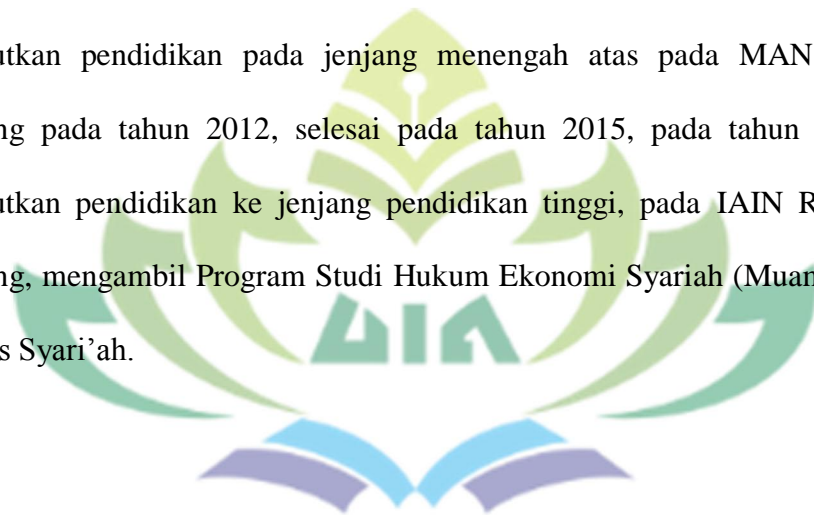 utkan pendidikan pada jenjang menengah atas pada MAN
ng pada tahun 2012, selesai pada tahun 2015, pada tahun
utkan pendidikan ke jenjang pendidikan tinggi, pada IAIN R
ng, mengambil Program Studi Hukum Ekonomi Syariah (Muan
s Syari’ah.
UIN